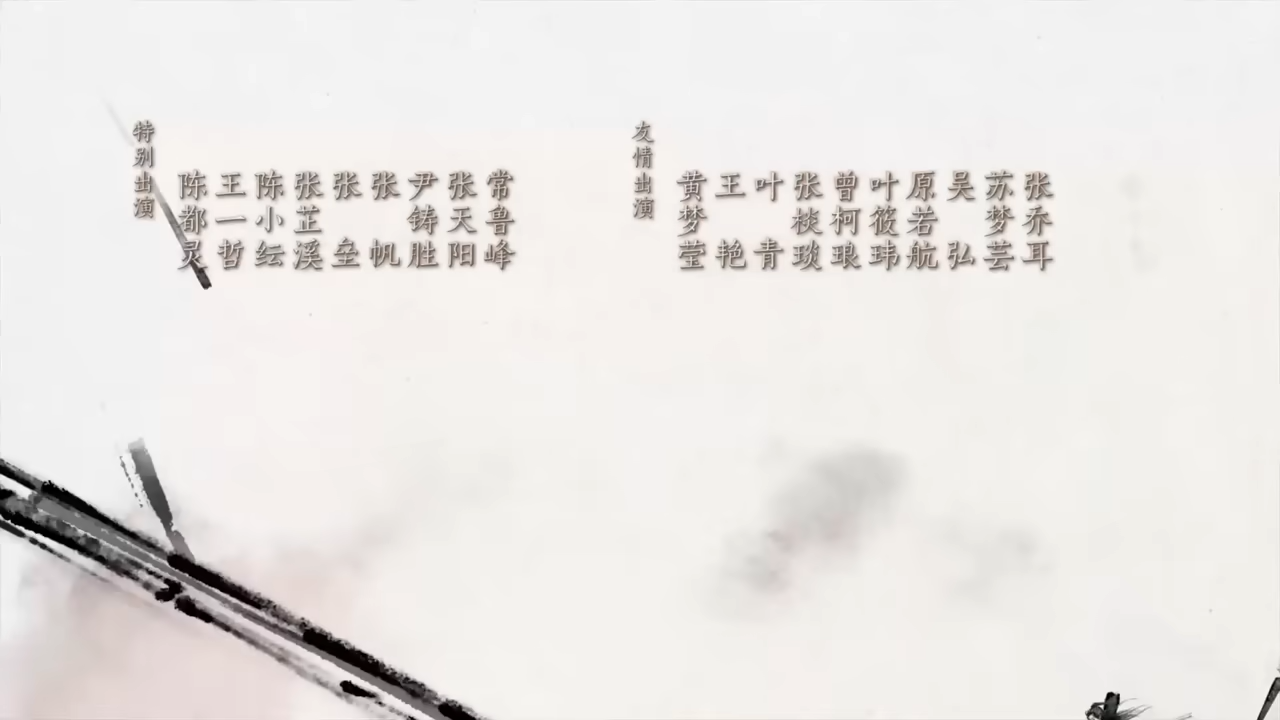 特别出演
陈都灵
王一哲
陈小纭
张芷溪
张垒
张帆
尹铸胜
张天阳
常鲁峰
友情出演
黄梦莹
王艳
叶青
张棪琰
曾柯琅
叶筱玮
原若航
吴弘
苏梦芸
张乔耳